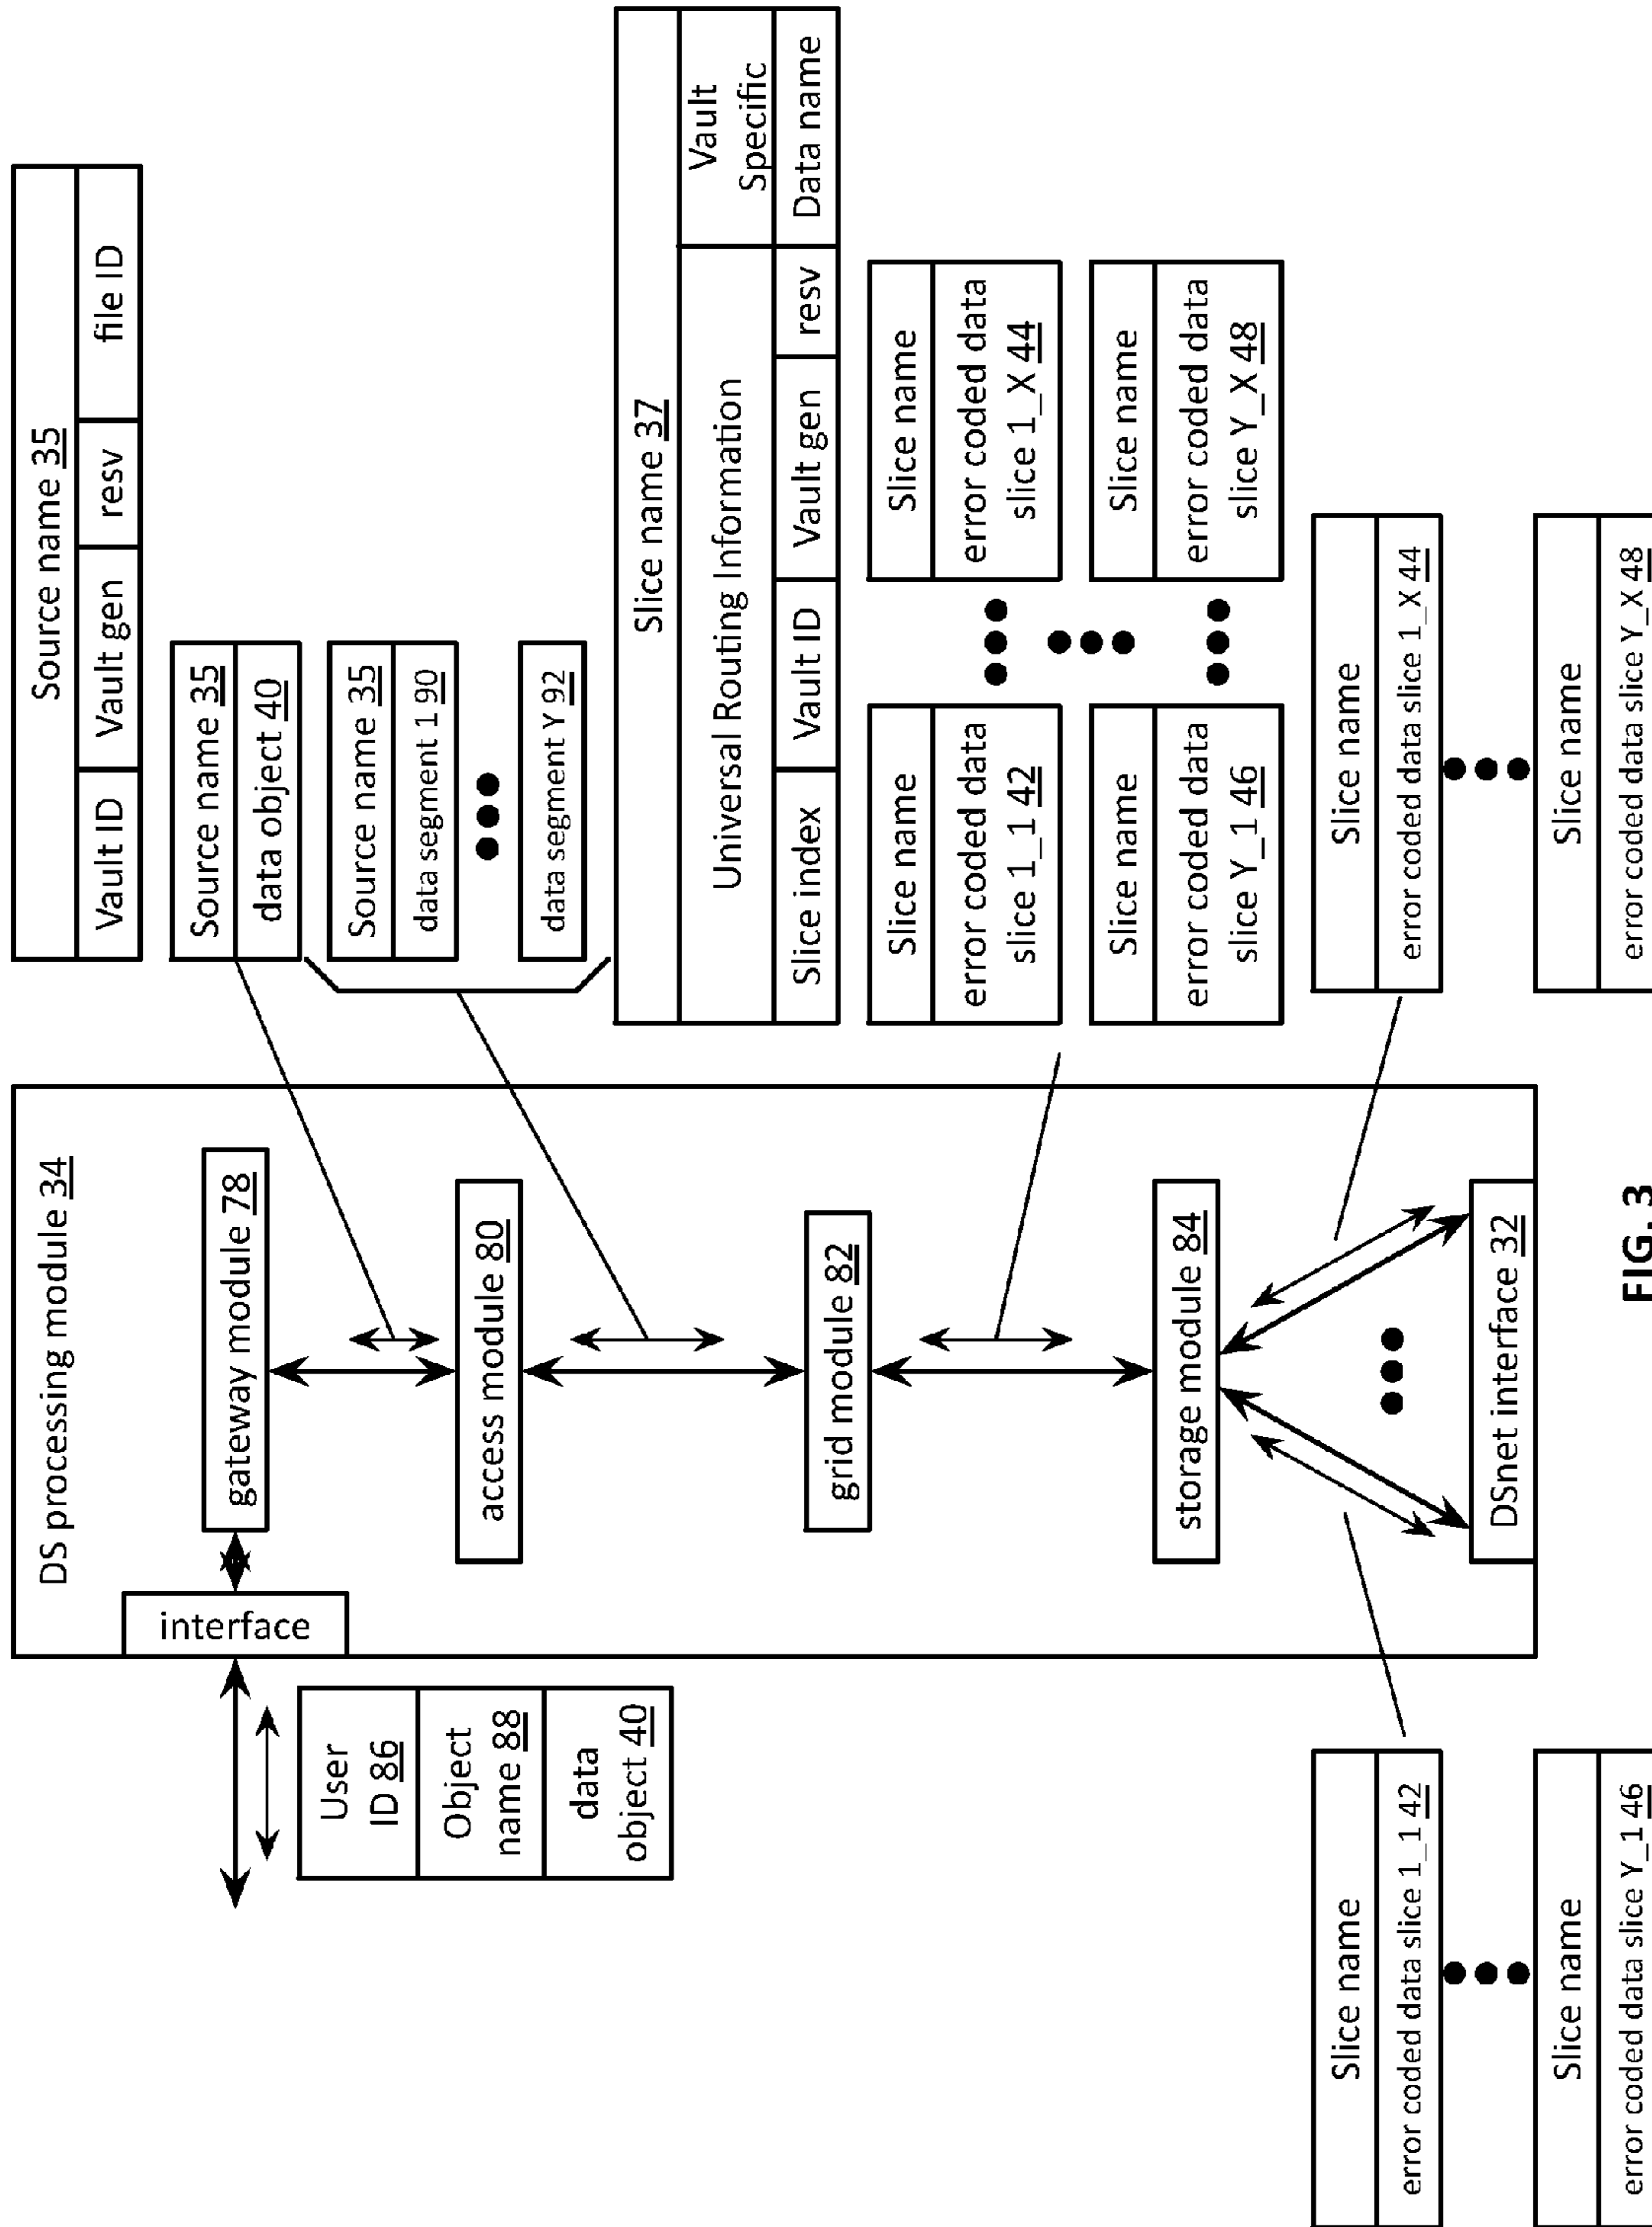 DS processing module 34
interface
gateway module 78
access module 80
grid module 82
storage module 84
DSnet interface 32
User
ID 86
Object
name 88
data
object 40
Source name 35
Vault ID
Vault gen
resv
file ID
Source name 35
data object 40
Source name 35
data segment 1 90
data segment Y 92
Slice name 37
Universal Routing Information
Vault
Specific
Slice index
Vault ID
Vault gen
resv
Data name
Slice name
error coded data
slice 1_1 42
Slice name
error coded data
slice 1_X 44
Slice name
error coded data
slice Y_1 46
Slice name
error coded data
slice Y_X 48
Slice name
error coded data slice 1_1 42
Slice name
error coded data slice Y_1 46
Slice name
error coded data slice 1_X 44
Slice name
error coded data slice Y_X 48
FIG. 3